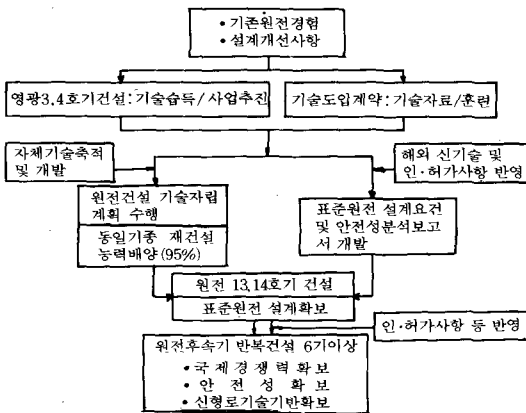 • 기존원전경험
• 설계개선사항
영광3,4호기건설:기술습득/사업추진
기술도입계약:기술자료/훈련
자체기술축적
및 개발
해외 신기술 및
인·허가사항 반영
원전건설 기술자립
계획 수행
동일기종 재건설
능력배양(95%)
표준원전 설계요건
및 안전성분석보고
서 개발
원전 13,14호기 건설
표준원전 설계확보
인·허가사항 등 반영
원전후속기 반복건설 6기이상
• 국제경쟁력확보
• 안 전 성 확 보
• 신형로기술기반확보